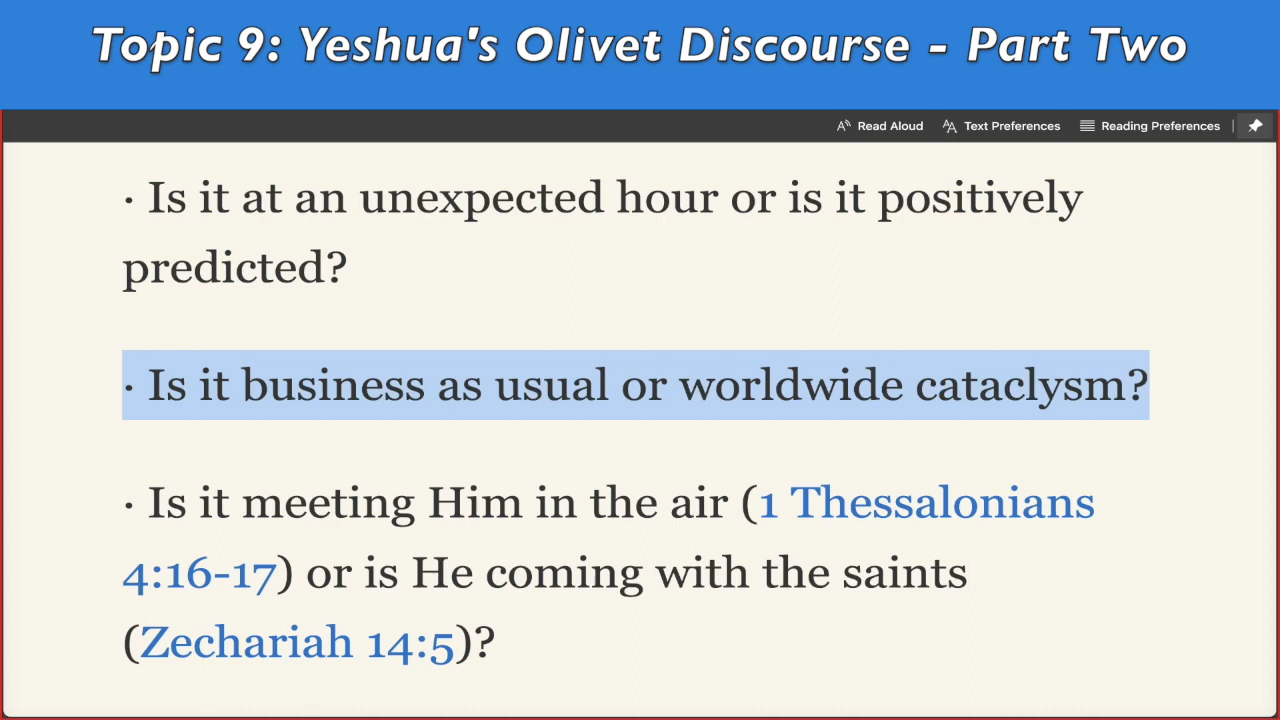 Topic 9: Yeshua's Olivet Discourse - Part Two
Read Aloud Text Preferences Reading Preferences
· Is it at an unexpected hour or is it positively
predicted?
· Is it business as usual or worldwide cataclysm?
· Is it meeting Him in the air (1 Thessalonians
4:16-17) or is He coming with the saints
(Zechariah 14:5)?